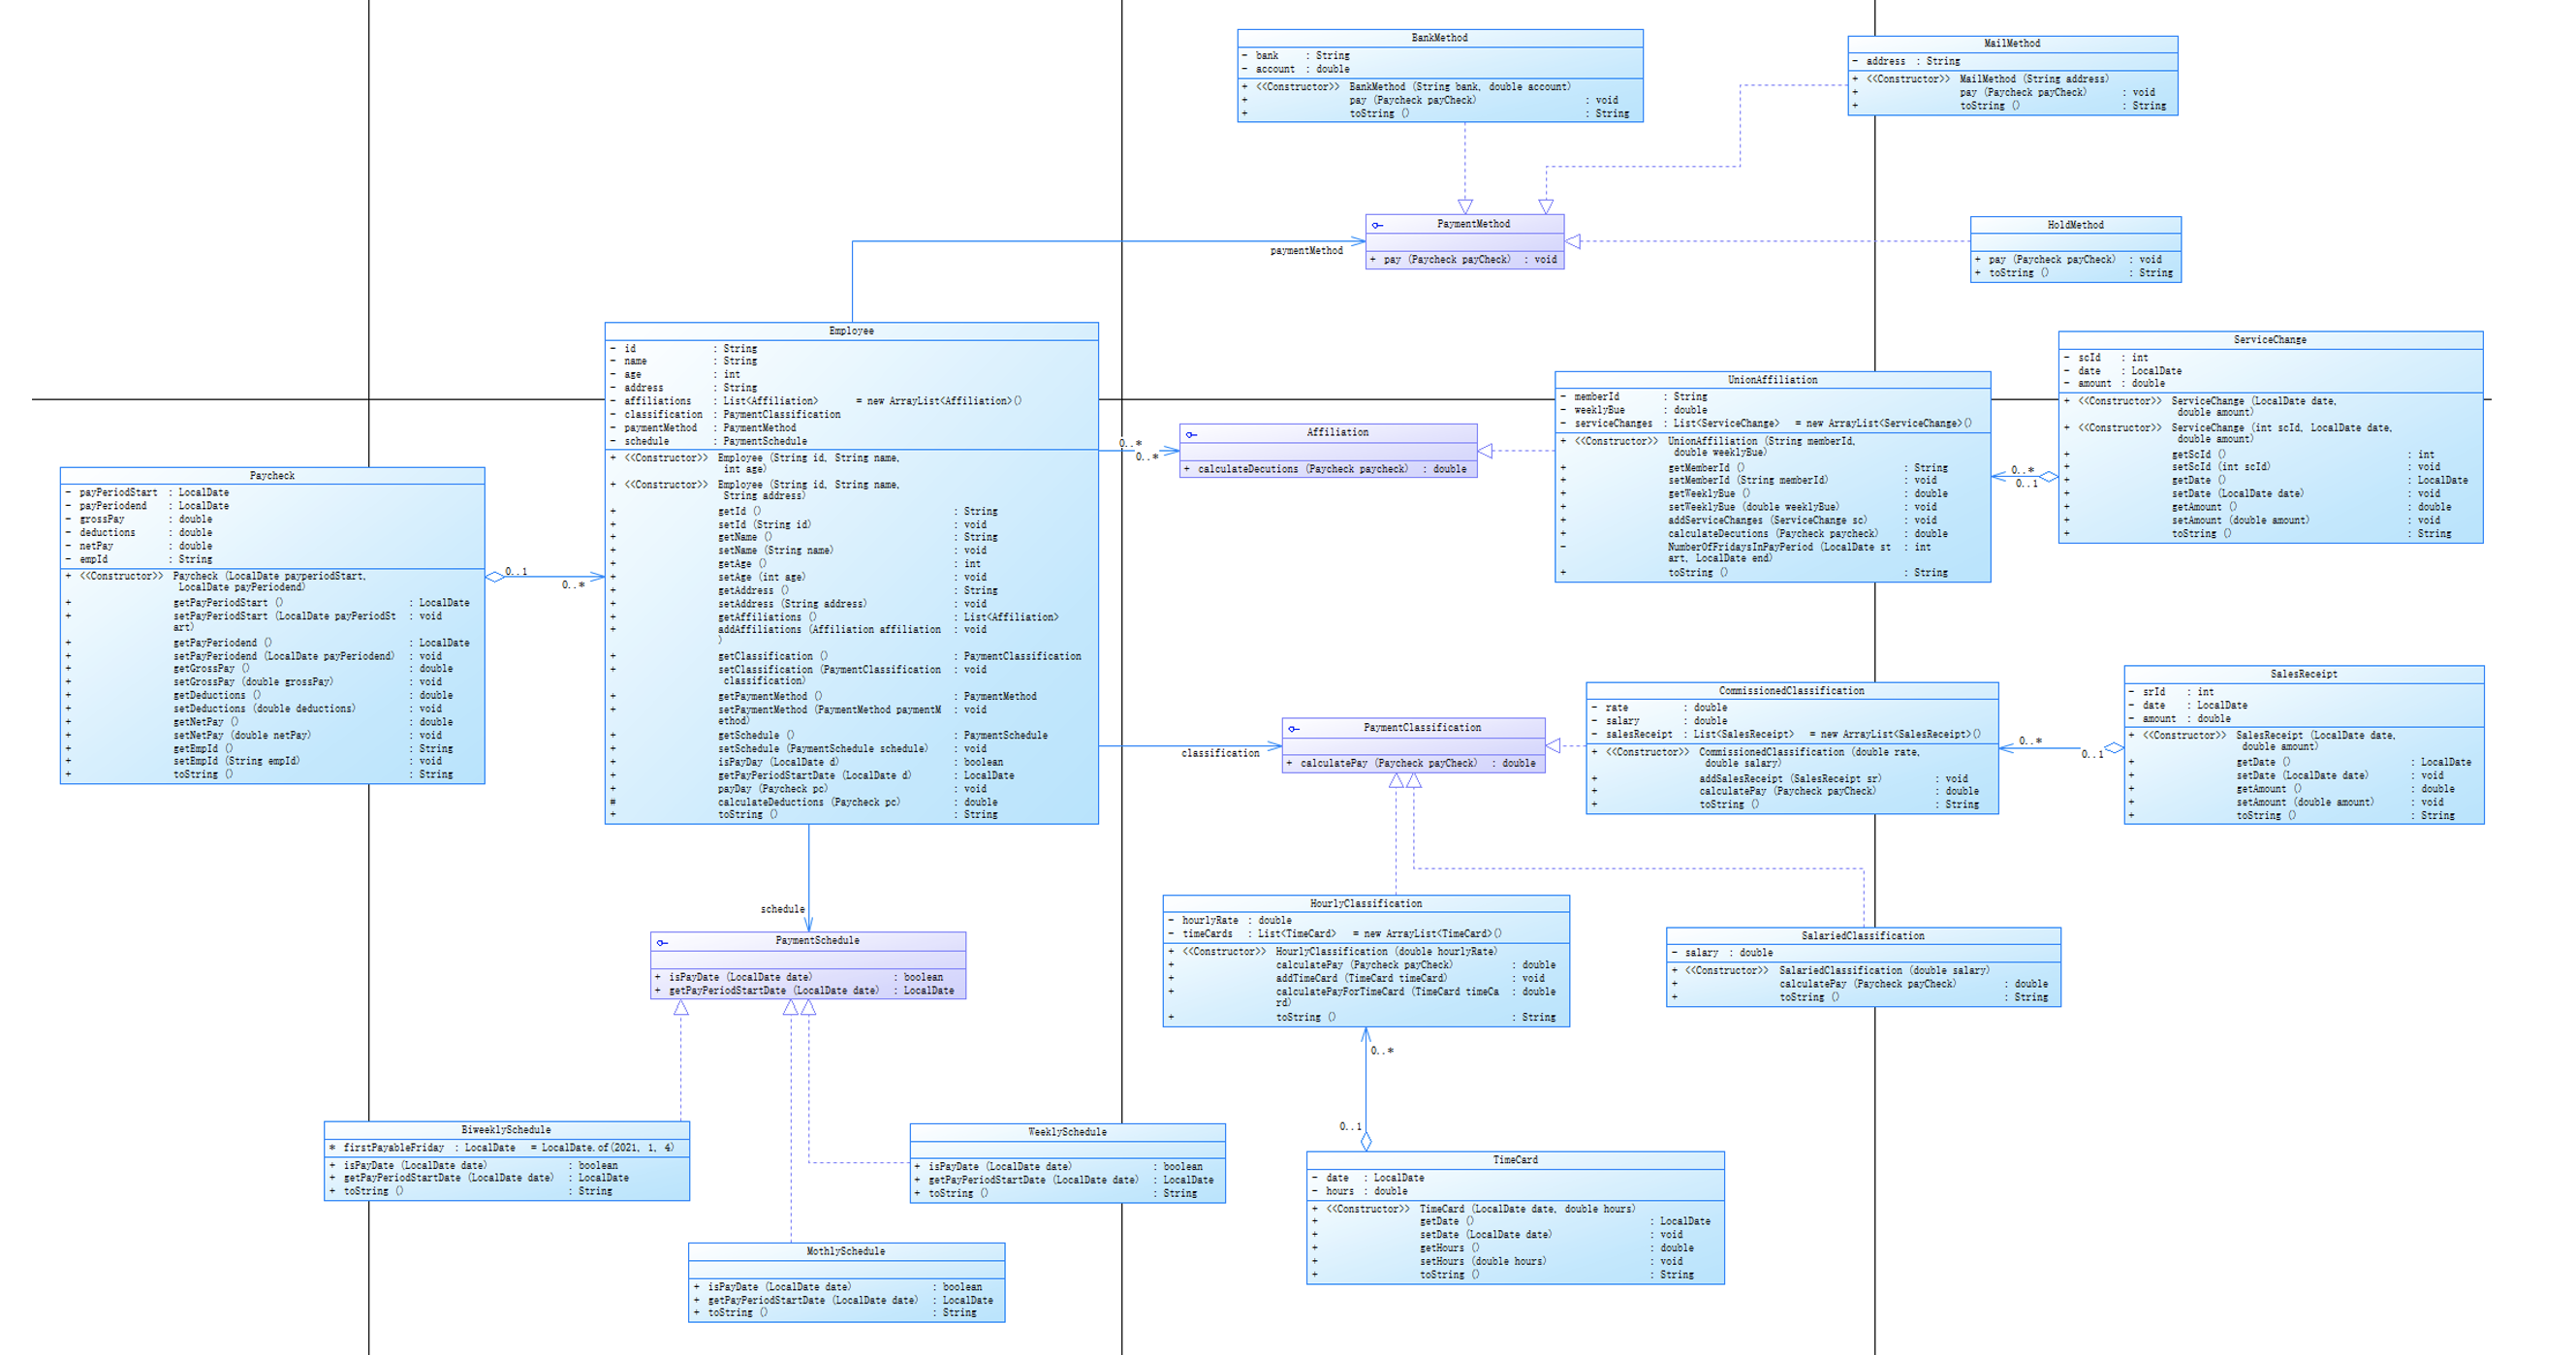 BankMethod
- bank : String
- account : double
+ <<Constructor>> BankMethod (String bank, double account)
+ pay (Paycheck payCheck) : void
+ toString () : String
MailMethod
- address : String
+ <<Constructor>> MailMethod (String address)
+ pay (Paycheck payCheck) : void
+ toString () : String
PaymentMethod
+ pay (Paycheck payCheck) : void
HoldMethod
+ pay (Paycheck payCheck) : void
+ toString () : String
paymentMethod
Employee
- id : String
- name : String
- age : int
- address : String
- affiliations : List<Affiliation> = new ArrayList<Affiliation>()
- classification : PaymentClassification
- paymentMethod : PaymentMethod
- schedule : PaymentSchedule
+ <<Constructor>> Employee (String id, String name,
int age)
+ <<Constructor>> Employee (String id, String name,
String address)
+ getId () : String
+ setId (String id) : void
+ getName () : String
+ setName (String name) : void
+ getAge () : int
+ setAge (int age) : void
+ getAddress () : String
+ setAddress (String address) : void
+ getAffiliations () : List<Affiliation>
+ addAffiliations (Affiliation affiliation : void
)
+ getClassification () : PaymentClassification
+ setClassification (PaymentClassification : void
classification)
+ getPaymentMethod () : PaymentMethod
+ setPaymentMethod (PaymentMethod paymentM : void
ethod)
+ getSchedule () : PaymentSchedule
+ setSchedule (PaymentSchedule schedule) : void
+ isPayDay (LocalDate d) : boolean
+ getPayPeriodStartDate (LocalDate d) : LocalDate
+ payDay (Paycheck pc) : void
# calculateDeductions (Paycheck pc) : double
+ toString () : String
0..*
0..*
Affiliation
+ calculateDecutions (Paycheck paycheck) : double
UnionAffiliation
- memberId : String
- weeklyBue : double
- serviceChanges : List<ServiceChange> = new ArrayList<ServiceChange>()
+ <<Constructor>> UnionAffiliation (String memberId,
double weeklyBue)
+ getMemberId () : String
+ setMemberId (String memberId) : void
+ getWeeklyBue () : double
+ setWeeklyBue (double weeklyBue) : void
+ addServiceChanges (ServiceChange sc) : void
+ calculateDecutions (Paycheck paycheck) : double
- NumberOfFridaysInPayPeriod (LocalDate st : int
art, LocalDate end)
+ toString () : String
0..*
0..1
ServiceChange
- scId : int
- date : LocalDate
- amount : double
+ <<Constructor>> ServiceChange (LocalDate date,
double amount)
+ <<Constructor>> ServiceChange (int scId, LocalDate date,
double amount)
+ getScId () : int
+ setScId (int scId) : void
+ getDate () : LocalDate
+ setDate (LocalDate date) : void
+ getAmount () : double
+ setAmount (double amount) : void
+ toString () : String
Paycheck
- payPeriodStart : LocalDate
- payPeriodend : LocalDate
- grossPay : double
- deductions : double
- netPay : double
- empId : String
+ <<Constructor>> Paycheck (LocalDate payperiodStart,
LocalDate payPeriodend)
+ getPayPeriodStart () : LocalDate
+ setPayPeriodStart (LocalDate payPeriodSt : void
art)
+ getPayPeriodend () : LocalDate
+ setPayPeriodend (LocalDate payPeriodend) : void
+ getGrossPay () : double
+ setGrossPay (double grossPay) : void
+ getDeductions () : double
+ setDeductions (double deductions) : void
+ getNetPay () : double
+ setNetPay (double netPay) : void
+ getEmpId () : String
+ setEmpId (String empId) : void
+ toString () : String
0..1
0..*
classification
PaymentClassification
+ calculatePay (Paycheck payCheck) : double
CommissionedClassification
- rate : double
- salary : double
- salesReceipt : List<SalesReceipt> = new ArrayList<SalesReceipt>()
+ <<Constructor>> CommissionedClassification (double rate,
double salary)
+ addSalesReceipt (SalesReceipt sr) : void
+ calculatePay (Paycheck payCheck) : double
+ toString () : String
0..*
0..1
SalesReceipt
- srId : int
- date : LocalDate
- amount : double
+ <<Constructor>> SalesReceipt (LocalDate date,
double amount)
+ getDate () : LocalDate
+ setDate (LocalDate date) : void
+ getAmount () : double
+ setAmount (double amount) : void
+ toString () : String
schedule
PaymentSchedule
+ isPayDate (LocalDate date) : boolean
+ getPayPeriodStartDate (LocalDate date) : LocalDate
HourlyClassification
- hourlyRate : double
- timeCards : List<TimeCard> = new ArrayList<TimeCard>()
+ <<Constructor>> HourlyClassification (double hourlyRate)
+ calculatePay (Paycheck payCheck) : double
+ addTimeCard (TimeCard timeCard) : void
+ calculatePayForTimeCard (TimeCard timeCa : double
rd)
+ toString () : String
SalariedClassification
- salary : double
+ <<Constructor>> SalariedClassification (double salary)
+ calculatePay (Paycheck payCheck) : double
+ toString () : String
0..*
0..1
BiweeklySchedule
* firstPayableFriday : LocalDate = LocalDate.of(2021, 1, 4)
+ isPayDate (LocalDate date) : boolean
+ getPayPeriodStartDate (LocalDate date) : LocalDate
+ toString () : String
WeeklySchedule
+ isPayDate (LocalDate date) : boolean
+ getPayPeriodStartDate (LocalDate date) : LocalDate
+ toString () : String
TimeCard
- date : LocalDate
- hours : double
+ <<Constructor>> TimeCard (LocalDate date, double hours)
+ getDate () : LocalDate
+ setDate (LocalDate date) : void
+ getHours () : double
+ setHours (double hours) : void
+ toString () : String
MothlySchedule
+ isPayDate (LocalDate date) : boolean
+ getPayPeriodStartDate (LocalDate date) : LocalDate
+ toString () : String